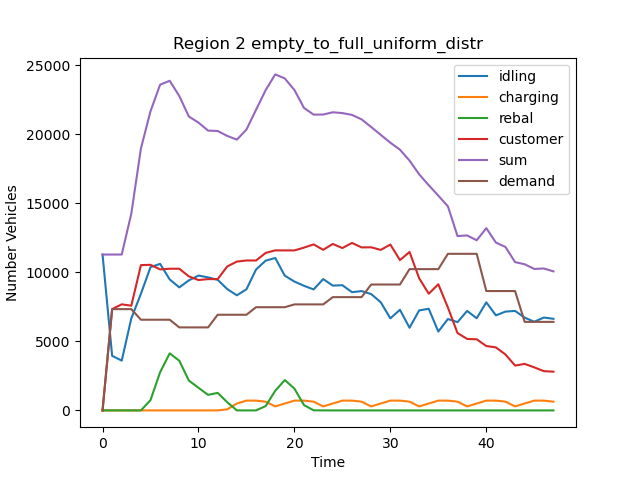 Region 2 empty_to_full_uniform_distr
25000
20000
15000
10000
5000
0
Number Vehicles
idling
charging
rebal
customer
sum
demand
0 10 20 30 40
Time